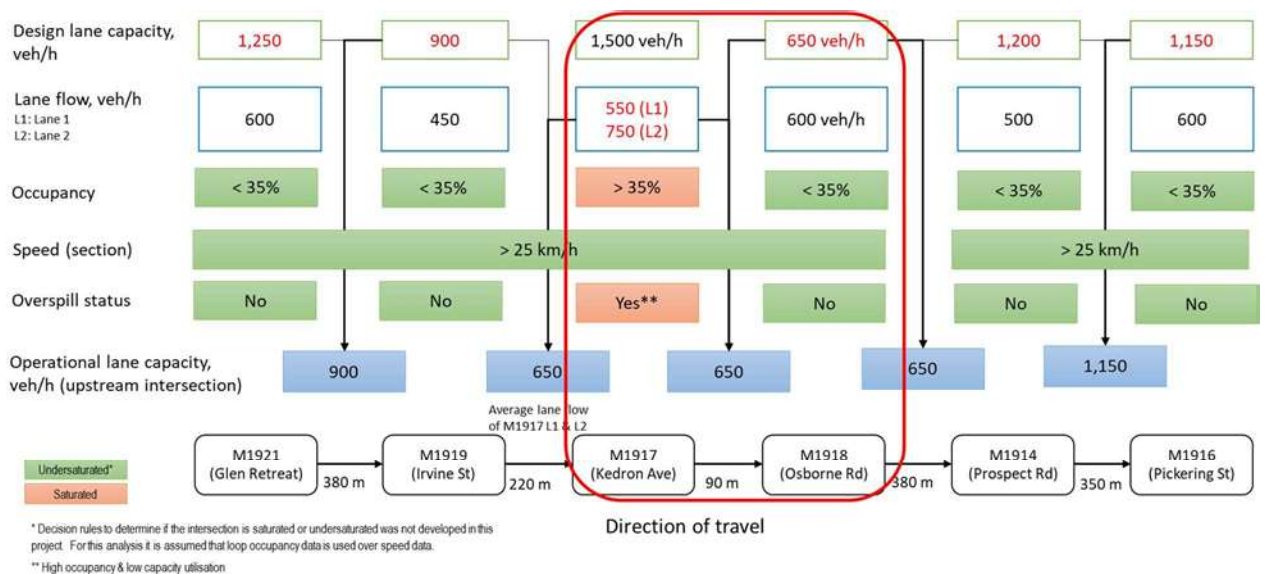 Design lane capacity,
veh/h
1,250
900
1,500 veh/h
650 veh/h
1,200
1,150
Lane flow, veh/h
L1: Lane 1
L2: Lane 2
600
450
550 (L1)
750 (L2)
600 veh/h
500
600
Occupancy
< 35%
< 35%
> 35%
< 35%
< 35%
< 35%
Speed (section)
> 25 km/h
> 25 km/h
Overspill status
No
No
Yes**
No
No
No
Operational lane capacity,
veh/h (upstream intersection)
900
650
650
650
1,150
Average lane flow
of M1917 L1 & L2
M1921
(Glen Retreat)
380 m
M1919
(Irvine St)
220 m
M1917
(Kedron Ave)
90 m
M1918
(Osborne Rd)
380 m
M1914
(Prospect Rd)
350 m
M1916
(Pickering St)
Undersaturated*
Saturated
Direction of travel
* Decision rules to determine if the intersection is saturated or undersaturated was not developed in this
project. For this analysis it is assumed that loop occupancy data is used over speed data.
** High occupancy & low capacity utilisation